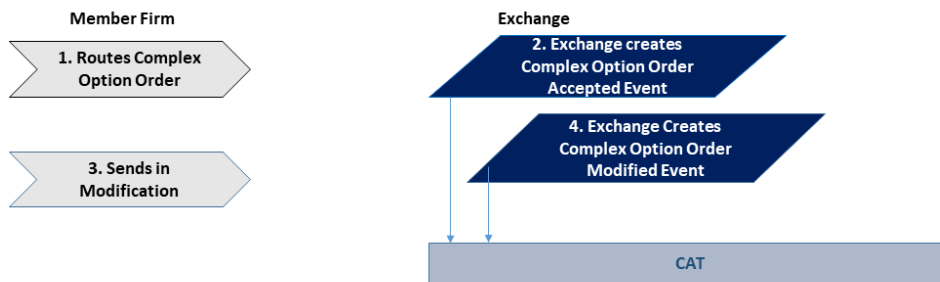 Member Firm
Exchange
1. Routes Complex
Option Order
2. Exchange creates
Complex Option Order
Accepted Event
3. Sends in
Modification
4. Exchange Creates
Complex Option Order
Modified Event
CAT